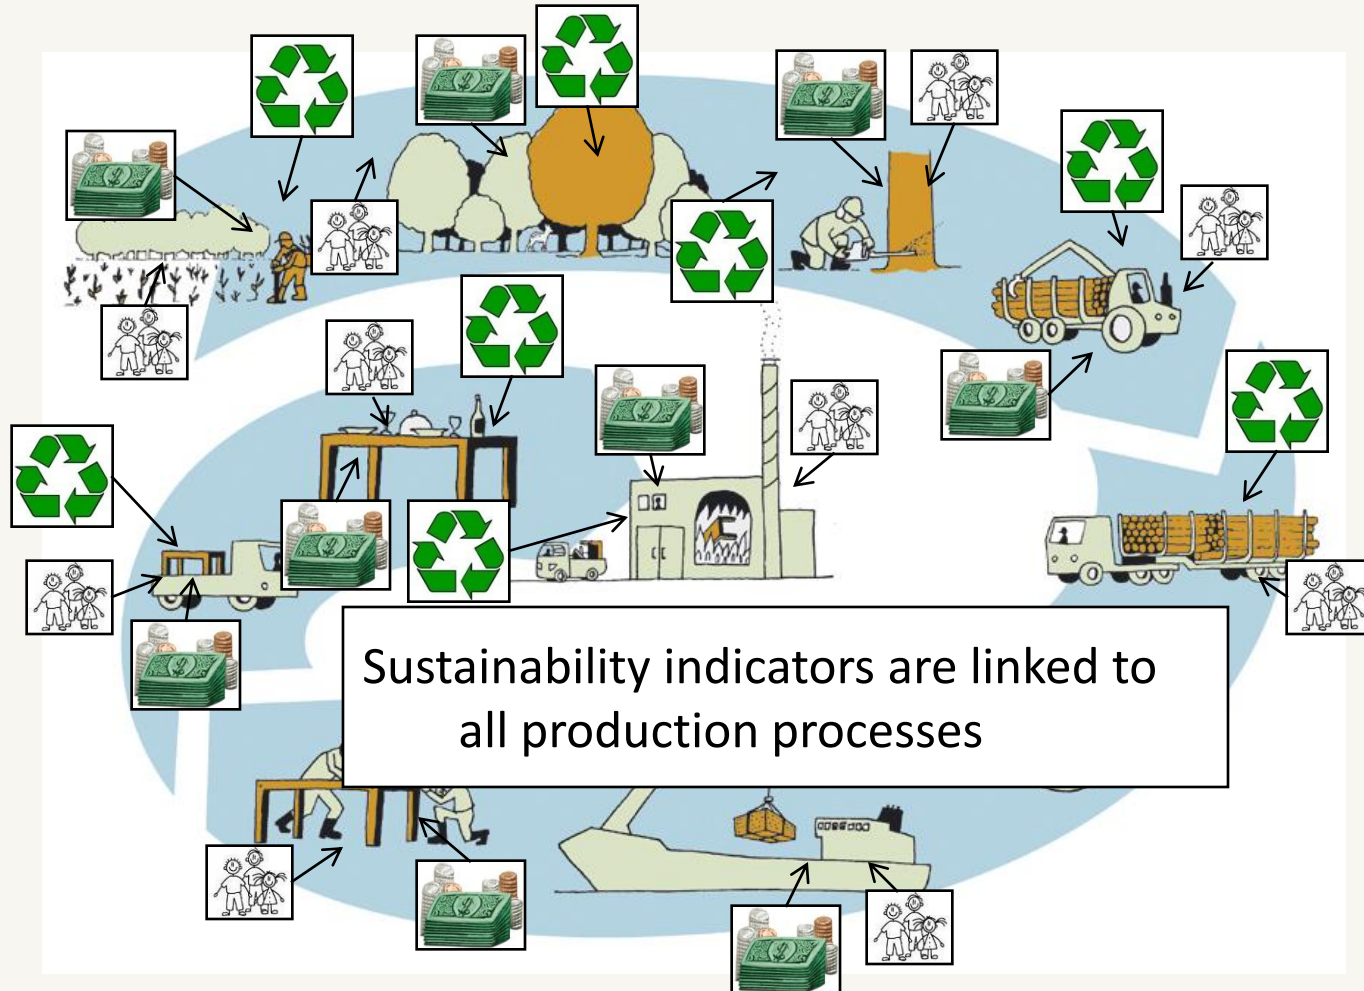 Sustainability indicators are linked to
all production processes